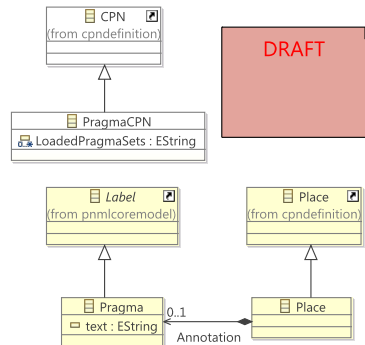 CPN
(from cpndefinition)
DRAFT
PragmaCPN
LoadedPragmaSets : EString
Label
(from pnmlcoremodel)
Place
(from cpndefinition)
Pragma
text : EString
0..1
Annotation
Place